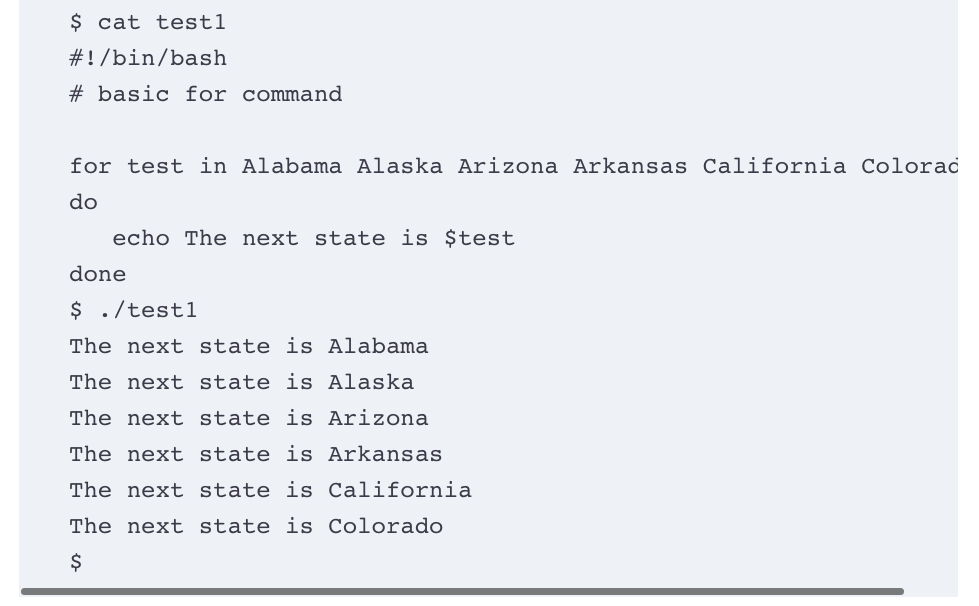 $ cat test1
#!/bin/bash
# basic for command
for test in Alabama Alaska Arizona Arkansas California Colorad
do
echo The next state is $test
done
$ ./test1
The next state is Alabama
The next state is Alaska
The next state is Arizona
The next state is Arkansas
The next state is California
The next state is Colorado
$